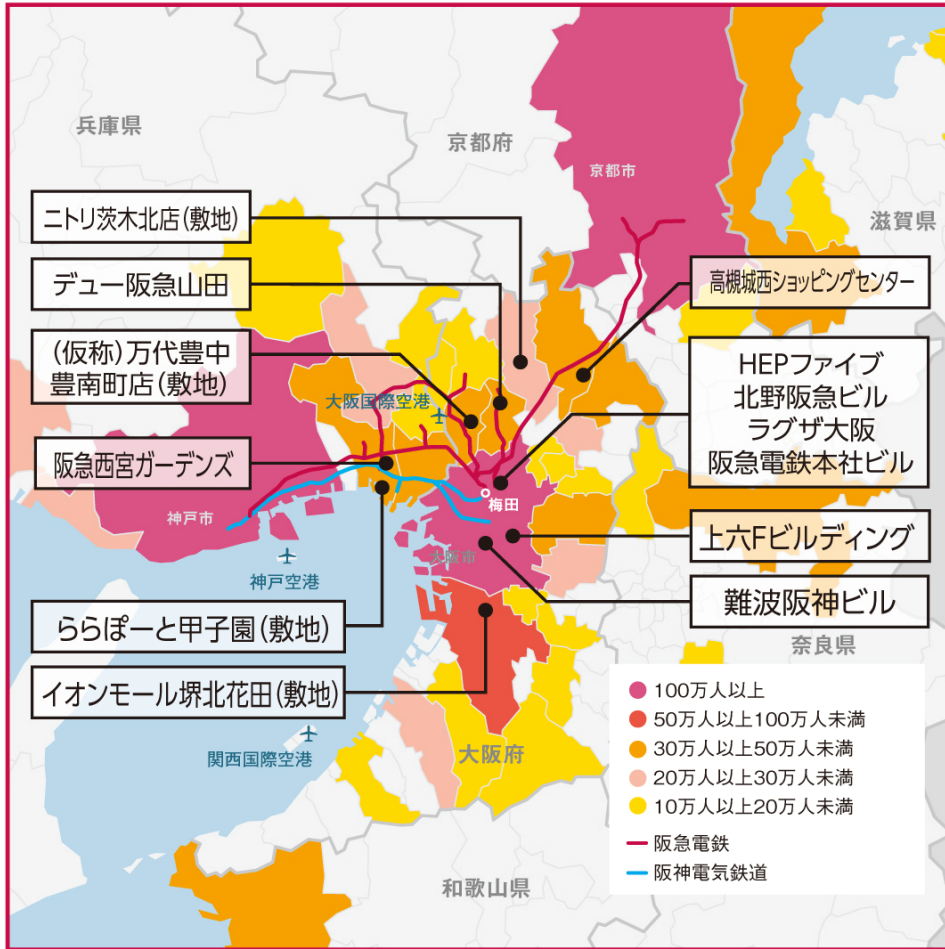 兵庫県
京都府
京都市
滋賀県
ニトリ茨木北店(敷地)
デュー阪急山田
高槻城西ショッピングセンター
(仮称)万代豊中
豊南町店(敷地)
大阪国際空港
HEPファイブ
北野阪急ビル
ラグザ大阪
阪急電鉄本社ビル
阪急西宮ガーデンズ
梅田
神戸市
大阪市
上六Fビルディング
神戸空港
難波阪神ビル
ららぽーと甲子園(敷地)
奈良県
イオンモール堺北花田(敷地)
関西国際空港
大阪府
和歌山県
100万人以上
50万人以上100万人未満
30万人以上50万人未満
20万人以上30万人未満
10万人以上20万人未満
阪急電鉄
阪神電気鉄道